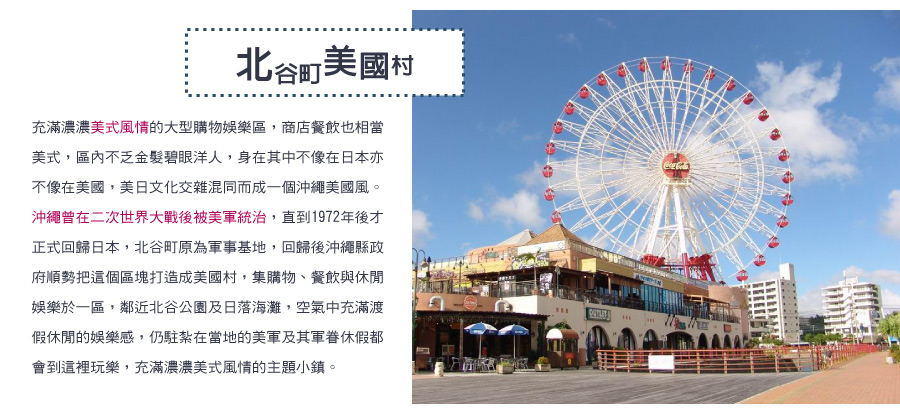 北谷町美國村
充滿濃濃美式風情的大型購物娛樂區，商店餐飲也相當
美式，區內不乏金髮碧眼洋人，身在其中不像在日本亦
不像在美國，美日文化交雜混同而成一個沖繩美國風。
沖繩曾在二次世界大戰後被美軍統治，直到1972年後才
正式回歸日本，北谷町原為軍事基地，回歸後沖繩縣政
府順勢把這個區塊打造成美國村，集購物、餐飲與休閒
娛樂於一區，鄰近北谷公園及日落海灘，空氣中充滿渡
假休閒的娛樂感，仍駐紮在當地的美軍及其軍眷休假都
會到這裡玩樂，充滿濃濃美式風情的主題小鎮。
Coca-Cola
OUTLET